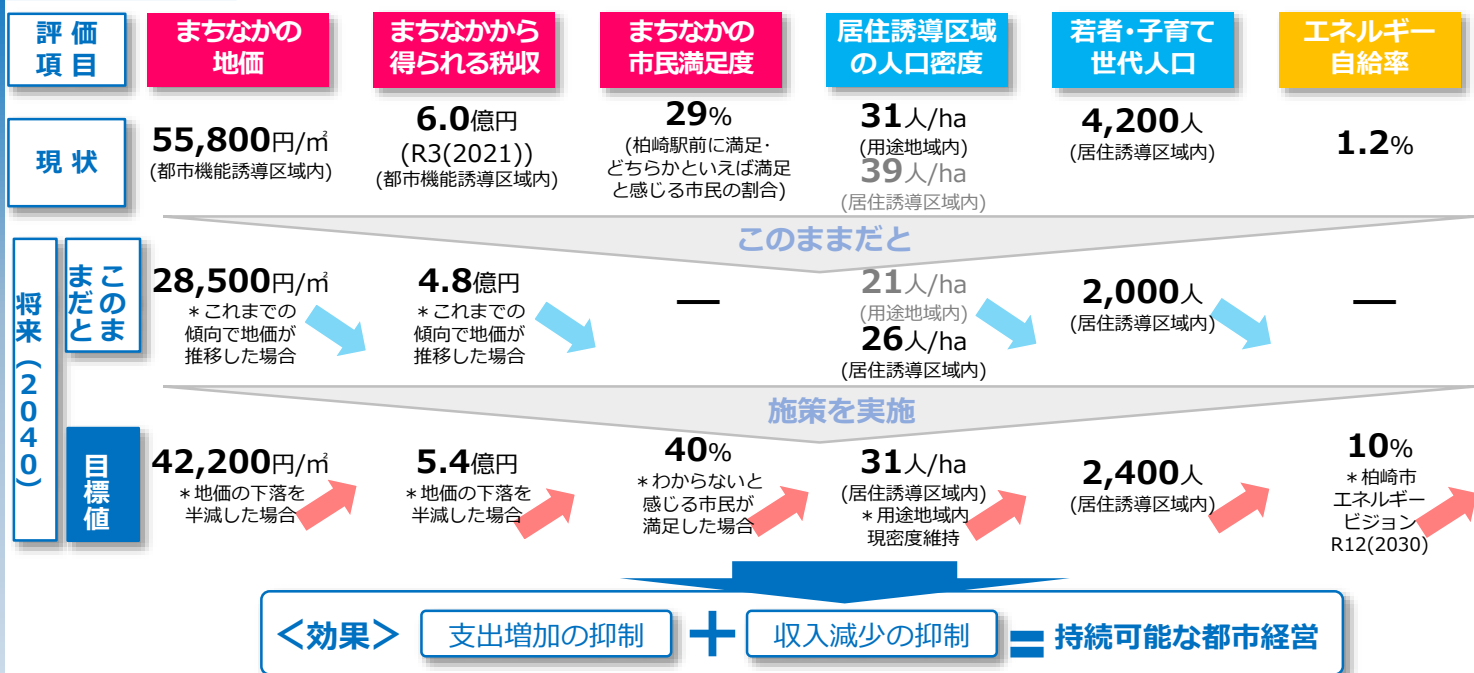 評 価
項 目
まちなかの
地価
まちなかから
得られる税収
まちなかの
市民満足度
居住誘導区域
の人口密度
若者・子育て
世代人口
エネルギー
自給率
現 状
55,800円/㎡
(都市機能誘導区域内)
6.0億円
(R3(2021))
(都市機能誘導区域内)
29%
(柏崎駅前に満足・
どちらかといえば満足
と感じる市民の割合)
31人/ha
(用途地域内)
39人/ha
(居住誘導区域内)
4,200人
(居住誘導区域内)
1.2%
このままだと
将来(2040)
このま
まだと
28,500円/㎡
＊これまでの
傾向で地価が
推移した場合
4.8億円
＊これまでの
傾向で地価が
推移した場合
―
21人/ha
(用途地域内)
26人/ha
(居住誘導区域内)
2,000人
(居住誘導区域内)
―
施策を実施
目標値
42,200円/㎡
＊地価の下落を
半減した場合
5.4億円
＊地価の下落を
半減した場合
40%
＊わからないと
感じる市民が
満足した場合
31人/ha
(居住誘導区域内)
＊用途地域内
現密度維持
2,400人
(居住誘導区域内)
10%
＊柏崎市
エネルギー
ビジョン
R12(2030)
＜効果＞ 支出増加の抑制 ＋ 収入減少の抑制 ＝ 持続可能な都市経営